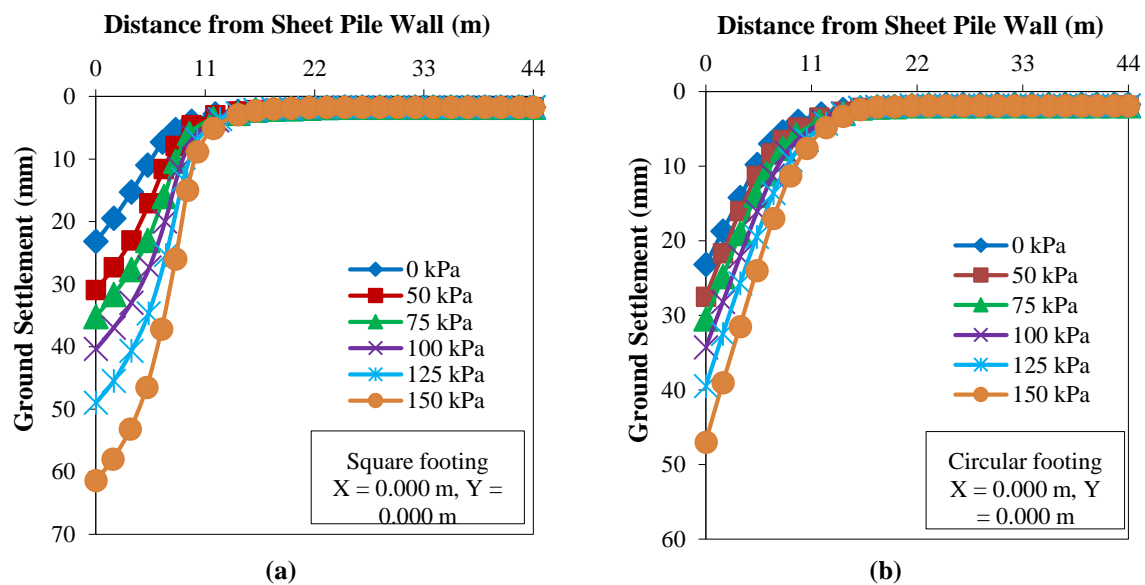 Distance from Sheet Pile Wall (m)
0 11 22 33 44
0
10
20
30
40
50
60
70
Ground Settlement (mm)
0 kPa
50 kPa
75 kPa
100 kPa
125 kPa
150 kPa
Square footing
X = 0.000 m, Y =
0.000 m
(a)
Distance from Sheet Pile Wall (m)
0 11 22 33 44
0
10
20
30
40
50
60
Ground Settlement (mm)
0 kPa
50 kPa
75 kPa
100 kPa
125 kPa
150 kPa
Circular footing
X = 0.000 m, Y
= 0.000 m
(b)